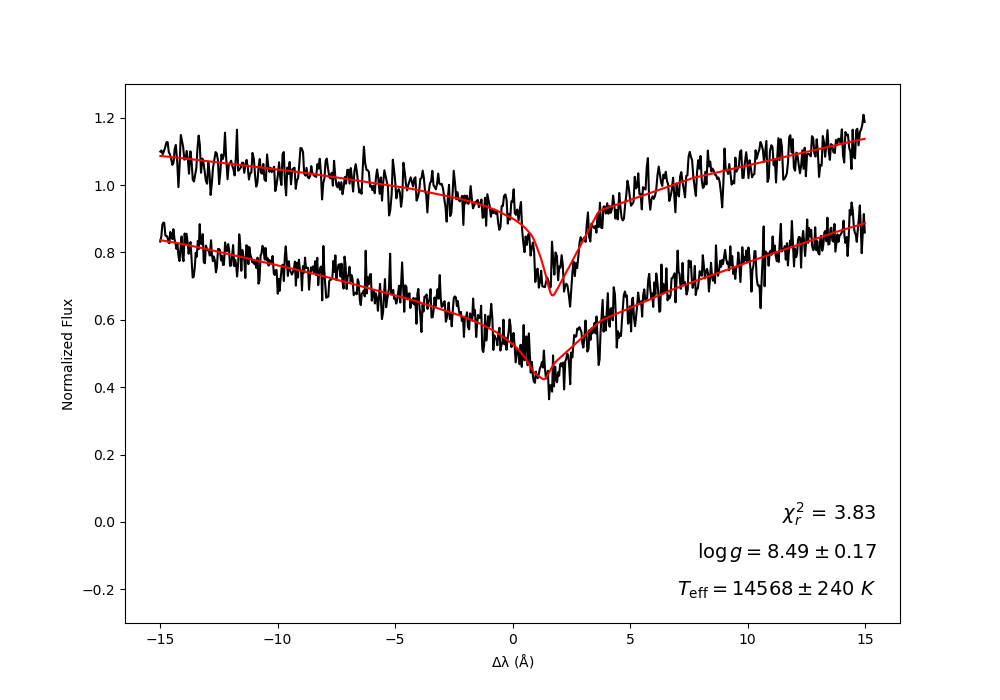 1.2
1.0
0.8
0.6
0.4
0.2
0.0
−0.2
Normalized Flux
χ²ᵣ = 3.83
log g = 8.49 ± 0.17
T_eff = 14568 ± 240 K
−15 −10 −5 0 5 10 15
Δλ (Å)